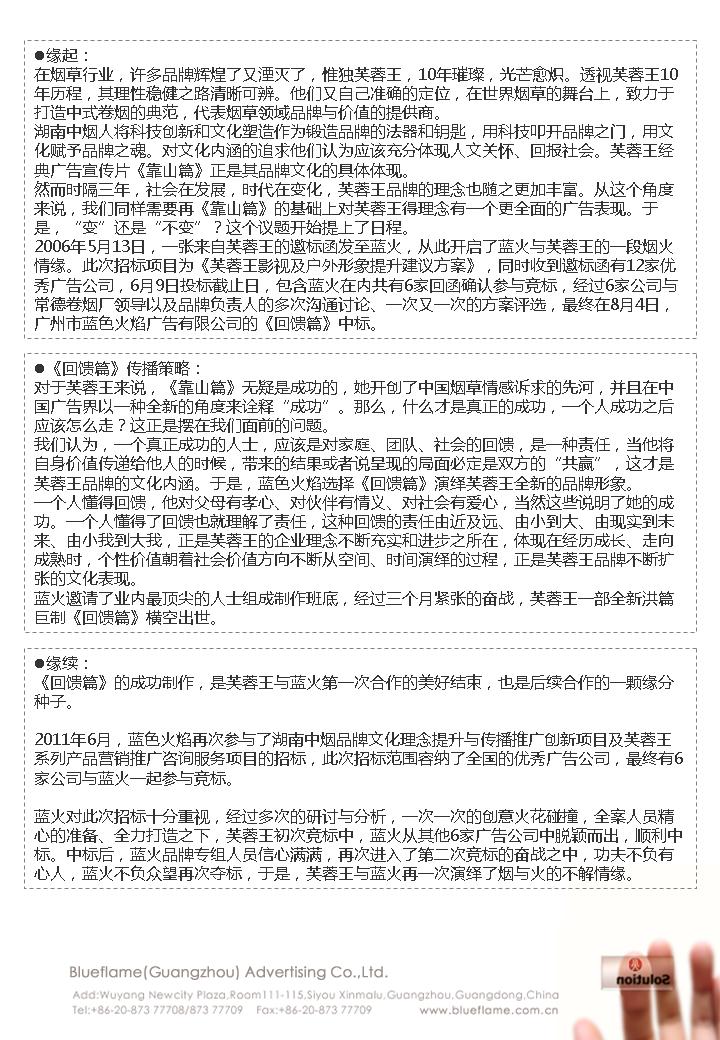 ●缘起：
在烟草行业，许多品牌辉煌了又湮灭了，惟独芙蓉王，10年璀璨，光芒愈炽。透视芙蓉王10
年历程，其理性稳健之路清晰可辨。他们又自己准确的定位，在世界烟草的舞台上，致力于
打造中式卷烟的典范，代表烟草领域品牌与价值的提供商。
湖南中烟人将科技创新和文化塑造作为锻造品牌的法器和钥匙，用科技叩开品牌之门，用文
化赋予品牌之魂。对文化内涵的追求他们认为应该充分体现人文关怀、回报社会。芙蓉王经
典广告宣传片《靠山篇》正是其品牌文化的具体体现。
然而时隔三年，社会在发展，时代在变化，芙蓉王品牌的理念也随之更加丰富。从这个角度
来说，我们同样需要再《靠山篇》的基础上对芙蓉王得理念有一个更全面的广告表现。于
是，“变”还是“不变”？这个议题开始提上了日程。
2006年5月13日，一张来自芙蓉王的邀标函发至蓝火，从此开启了蓝火与芙蓉王的一段烟火
情缘。此次招标项目为《芙蓉王影视及户外形象提升建议方案》，同时收到邀标函有12家优
秀广告公司，6月9日投标截止日，包含蓝火在内共有6家回函确认参与竞标，经过6家公司与
常德卷烟厂领导以及品牌负责人的多次沟通讨论、一次又一次的方案评选，最终在8月4日，
广州市蓝色火焰广告有限公司的《回馈篇》中标。
●《回馈篇》传播策略：
对于芙蓉王来说，《靠山篇》无疑是成功的，她开创了中国烟草情感诉求的先河，并且在中
国广告界以一种全新的角度来诠释“成功”。那么，什么才是真正的成功，一个人成功之后
应该怎么走？这正是摆在我们面前的问题。
我们认为，一个真正成功的人士，应该是对家庭、团队、社会的回馈，是一种责任，当他将
自身价值传递给他人的时候，带来的结果或者说呈现的局面必定是双方的“共赢”，这才是
芙蓉王品牌的文化内涵。于是，蓝色火焰选择《回馈篇》演绎芙蓉王全新的品牌形象。
一个人懂得回馈，他对父母有孝心、对伙伴有情义、对社会有爱心，当然这些说明了她的成
功。一个人懂得了回馈也就理解了责任，这种回馈的责任由近及远、由小到大、由现实到未
来、由小我到大我，正是芙蓉王的企业理念不断充实和进步之所在，体现在经历成长、走向
成熟时，个性价值朝着社会价值方向不断从空间、时间演绎的过程，正是芙蓉王品牌不断扩
张的文化表现。
蓝火邀请了业内最顶尖的人士组成制作班底，经过三个月紧张的奋战，芙蓉王一部全新洪篇
巨制《回馈篇》横空出世。
●缘续：
《回馈篇》的成功制作，是芙蓉王与蓝火第一次合作的美好结束，也是后续合作的一颗缘分
种子。
2011年6月，蓝色火焰再次参与了湖南中烟品牌文化理念提升与传播推广创新项目及芙蓉王
系列产品营销推广咨询服务项目的招标，此次招标范围容纳了全国的优秀广告公司，最终有6
家公司与蓝火一起参与竞标。
蓝火对此次招标十分重视，经过多次的研讨与分析，一次一次的创意火花碰撞，全案人员精
心的准备、全力打造之下，芙蓉王初次竞标中，蓝火从其他6家广告公司中脱颖而出，顺利中
标。中标后，蓝火品牌专组人员信心满满，再次进入了第二次竞标的奋战之中，功夫不负有
心人，蓝火不负众望再次夺标，于是，芙蓉王与蓝火再一次演绎了烟与火的不解情缘。
Blueflame(Guangzhou) Advertising Co.,Ltd.
Add:Wuyang Newcity Plaza,Room111-115,Siyou Xinmalu,Guangzhou,Guangdong,China
Tel:+86-20-873 77708/873 77709 Fax:+86-20-873 77709 www.blueflame.com.cn
Solution